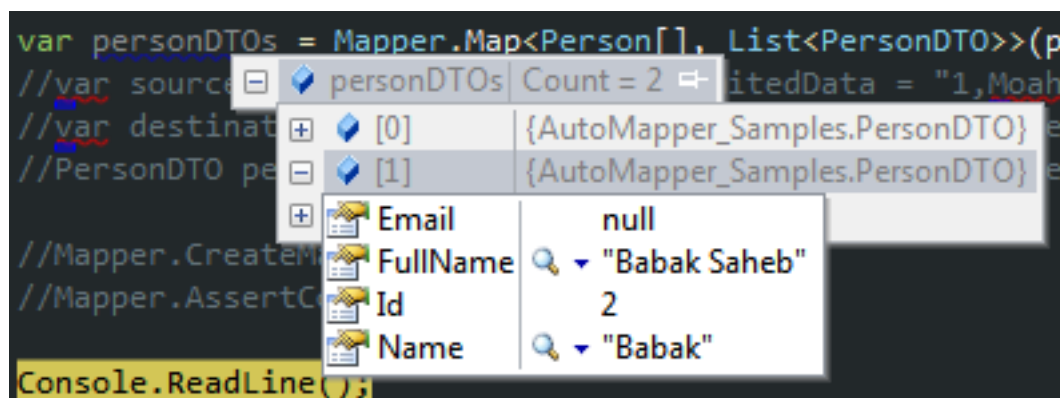 var personDTOs = Mapper.Map<Person[], List<PersonDTO>>(p
//var sourc personDTOs Count = 2 itedData = "1,Moah
//var destinat [0] {AutoMapper_Samples.PersonDTO}
//PersonDTO pe [1] {AutoMapper_Samples.PersonDTO} e
Email null
//Mapper.CreateM FullName "Babak Saheb"
//Mapper.AssertC Id 2
Name "Babak"
Console.ReadLine();